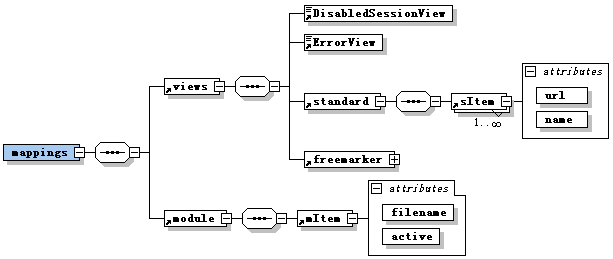 DisabledSessionView
ErrorView
attributes
views
url
standard
sItem
name
1..∞
mappings
freemarker
attributes
module
mItem
filename
active